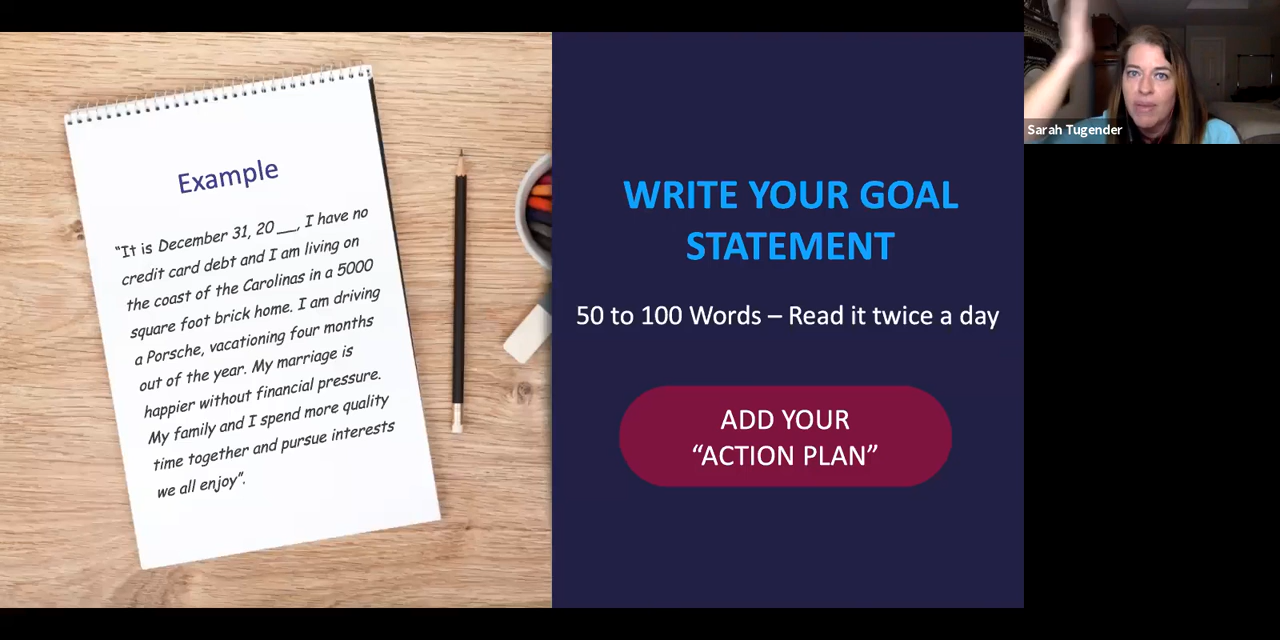 Example
“It is December 31, 20 __, I have no
credit card debt and I am living on
the coast of the Carolinas in a 5000
square foot brick home. I am driving
a Porsche, vacationing four months
out of the year. My marriage is
happier without financial pressure.
My family and I spend more quality
time together and pursue interests
we all enjoy”.
WRITE YOUR GOAL
STATEMENT
50 to 100 Words – Read it twice a day
ADD YOUR
“ACTION PLAN”
Sarah Tugender